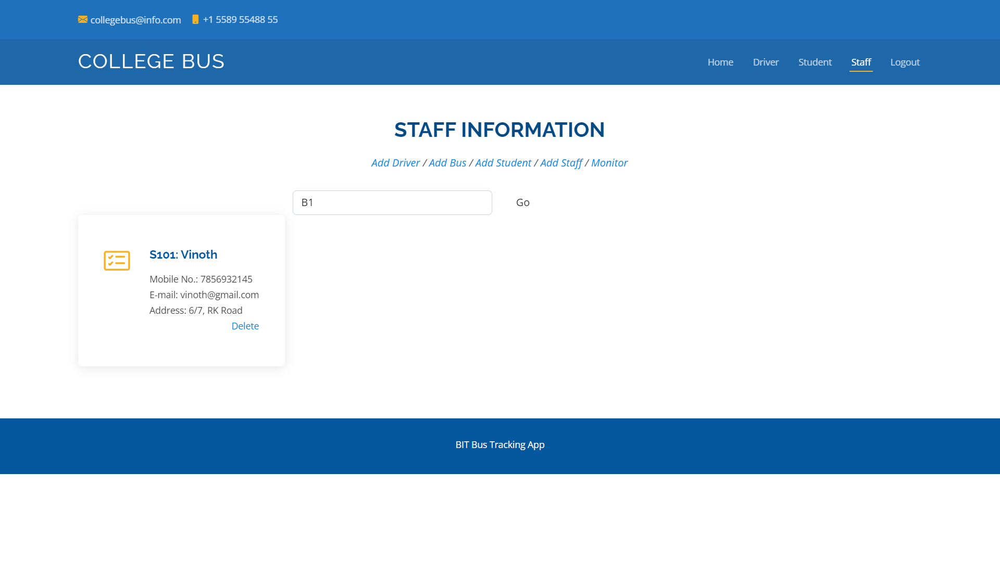 collegebus@info.com +1 5589 55488 55
COLLEGE BUS
Home Driver Student Staff Logout
STAFF INFORMATION
Add Driver / Add Bus / Add Student / Add Staff / Monitor
B1 Go
S101: Vinoth
Mobile No.: 7856932145
E-mail: vinoth@gmail.com
Address: 6/7, RK Road
Delete
BIT Bus Tracking App